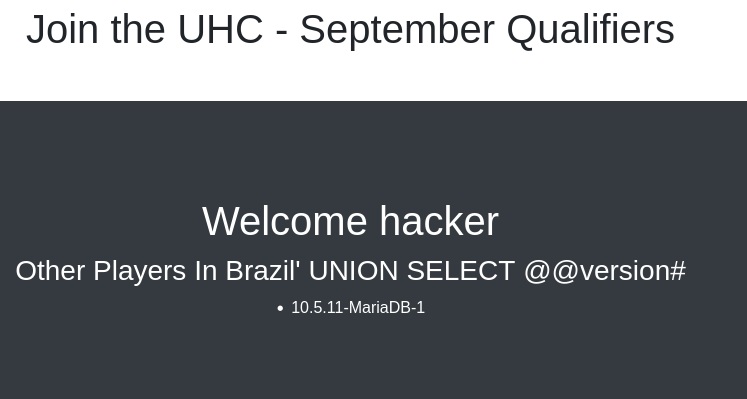 Join the UHC - September Qualifiers
Welcome hacker
Other Players In Brazil' UNION SELECT @@version#
• 10.5.11-MariaDB-1